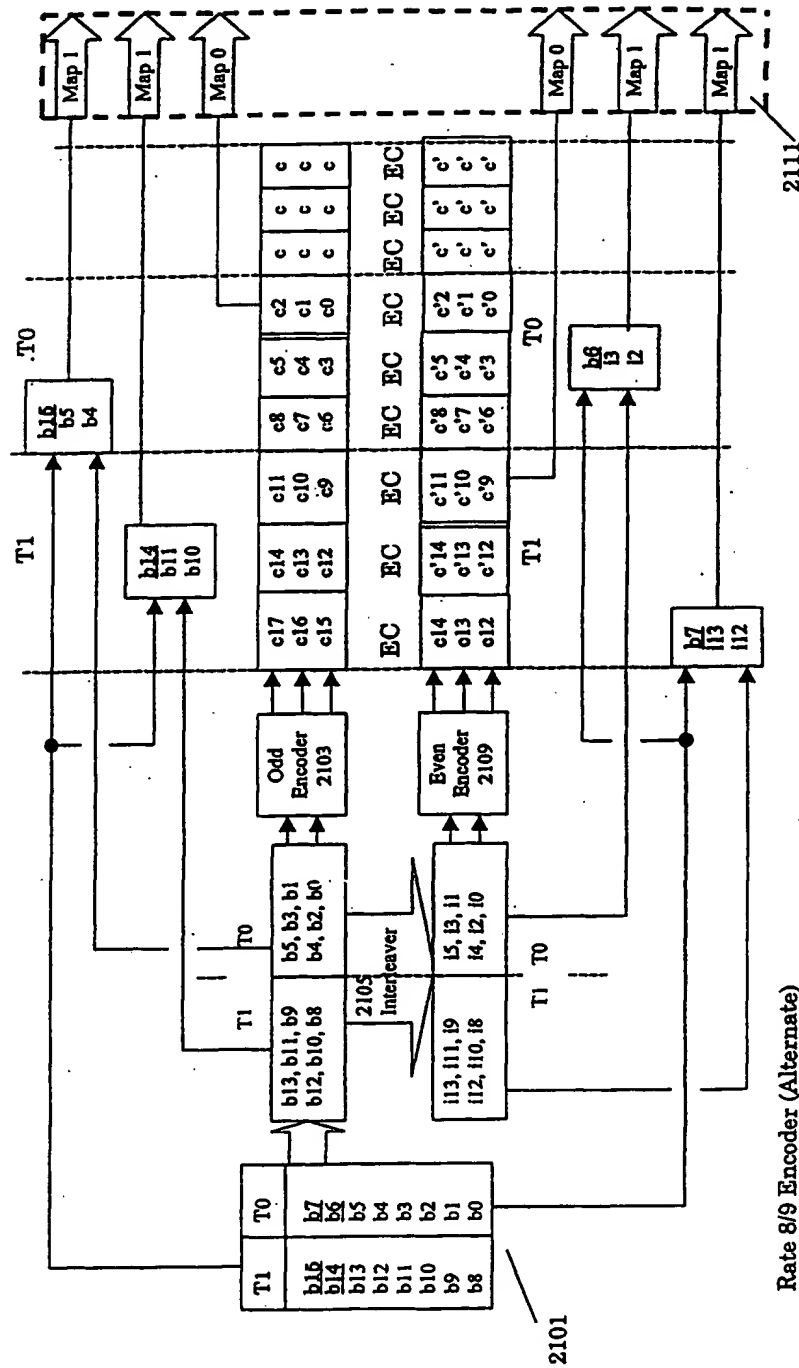 T1
T0
b16
b14
b13
b12
b11
b10
b9
b8
b7
b6
b5
b4
b3
b2
b1
b0
2101
T1
T0
b13, b11, b9
b12, b10, b8
b5, b3, b1
b4, b2, b0
2105
Interleaver
i13, i11, i9
i12, i10, i8
i5, i3, i1
i4, i2, i0
T1
T0
Odd
Encoder
2103
Even
Encoder
2109
T1
.T0
b16
b5
b4
b14
b11
b10
c17
c16
c15
c14
c13
c12
c11
c10
c9
c8
c7
c6
c5
c4
c3
c2
c1
c0
c
c
c
c
c
c
c
c
c
EC
EC
EC
EC
EC
EC
EC
EC
EC
c14
c13
c12
c'14
c'13
c'12
c'11
c'10
c'9
c'8
c'7
c'6
c'5
c'4
c'3
c'2
c'1
c'0
c'
c'
c'
c'
c'
c'
c'
c'
c'
T1
T0
b6
i3
i2
b7
i13
i12
Map 1
Map 1
Map 0
Map 0
Map 1
Map 1
2111
Rate 8/9 Encoder (Alternate)